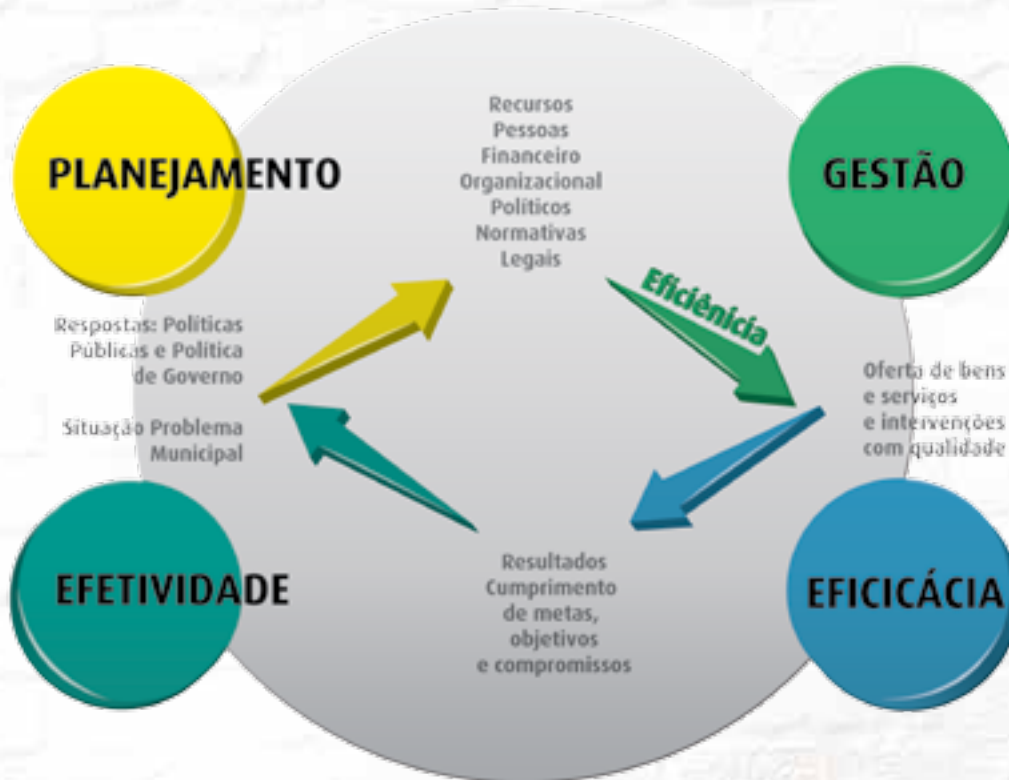 PLANEJAMENTO
Recursos
Pessoas
Financeiro
Organizacional
Políticos
Normativas
Legais
GESTÃO
Eficiênicia
Respostas: Políticas
Públicas e Política
de Governo
Situação Problema
Municipal
Oferta de bens
e serviços
e intervenções
com qualidade
EFETIVIDADE
Resultados
Cumprimento
de metas,
objetivos
e compromissos
EFICICÁCIA